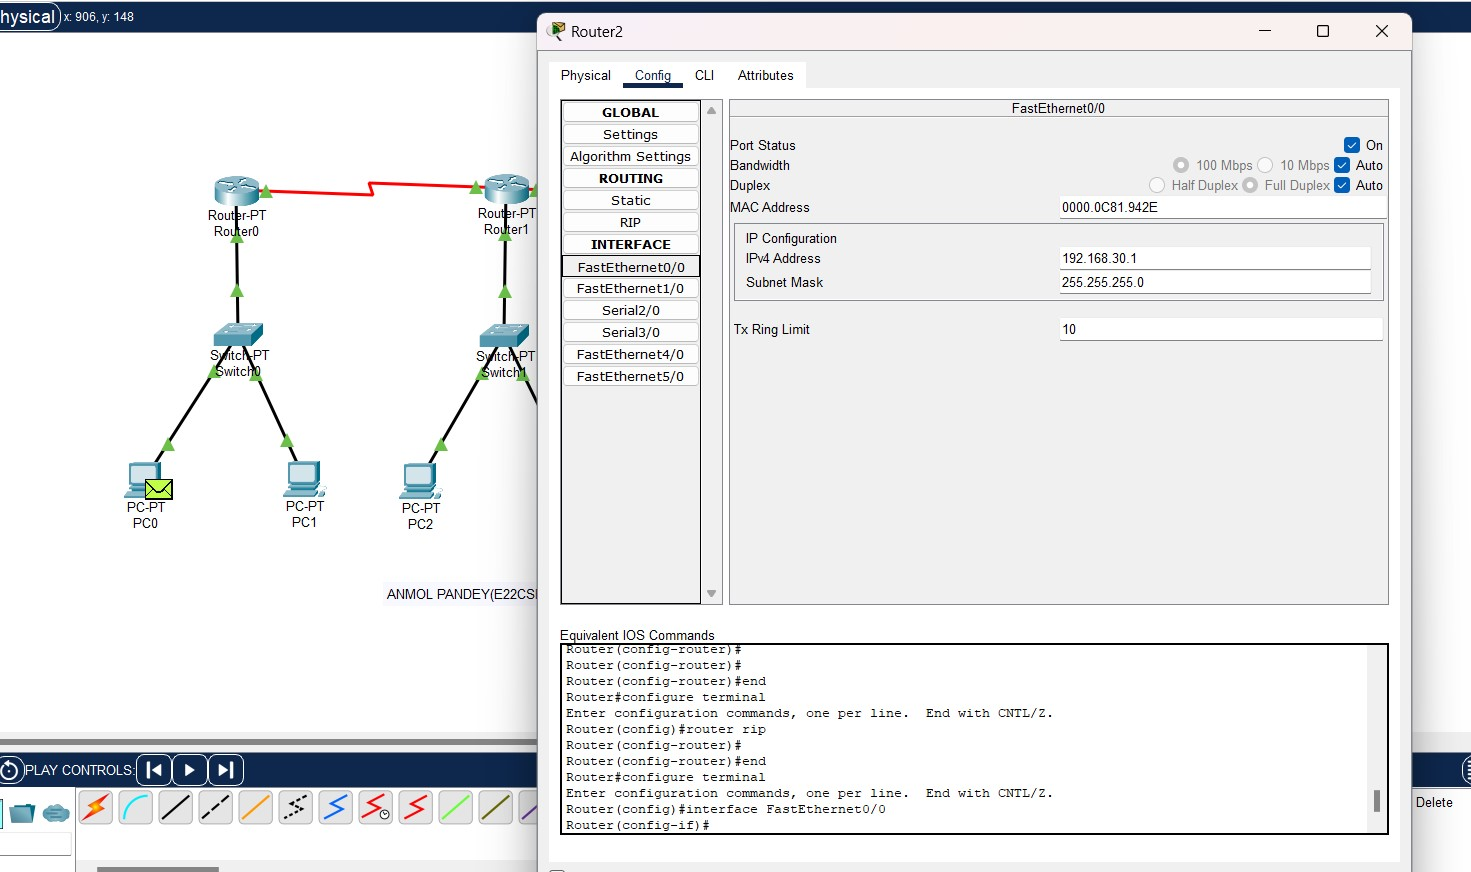 hysical x: 906, y: 148
Router2
Physical Config CLI Attributes
GLOBAL
Settings
Algorithm Settings
ROUTING
Static
RIP
INTERFACE
FastEthernet0/0
FastEthernet1/0
Serial2/0
Serial3/0
FastEthernet4/0
FastEthernet5/0
FastEthernet0/0
Port Status On
Bandwidth 100 Mbps 10 Mbps Auto
Duplex Half Duplex Full Duplex Auto
MAC Address 0000.0C81.942E
IP Configuration
IPv4 Address 192.168.30.1
Subnet Mask 255.255.255.0
Tx Ring Limit 10
Router-PT
Router0
Router-PT
Router1
Switch-PT
Switch0
Switch-PT
Switch1
PC-PT
PC0
PC-PT
PC1
PC-PT
PC2
ANMOL PANDEY(E22CS
Equivalent IOS Commands
Router(config-router)#
Router(config-router)#
Router(config-router)#end
Router#configure terminal
Enter configuration commands, one per line. End with CNTL/Z.
Router(config)#router rip
Router(config-router)#
Router(config-router)#end
Router#configure terminal
Enter configuration commands, one per line. End with CNTL/Z.
Router(config)#interface FastEthernet0/0
Router(config-if)#
PLAY CONTROLS:
Delete